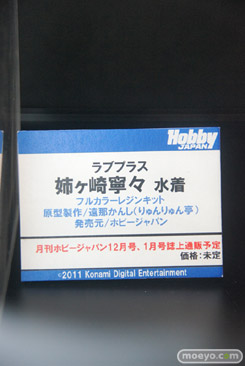 Hobby
JAPAN
ラブプラス
姉ヶ崎寧々 水着
フルカラーレジンキット
原型製作/遠那かんし(りゅんりゅん亭)
発売元/ホビージャパン
月刊ホビージャパン12月号、1月号誌上通販予定
価格:未定
©2011 Konami Digital Entertainment
moeyo.com